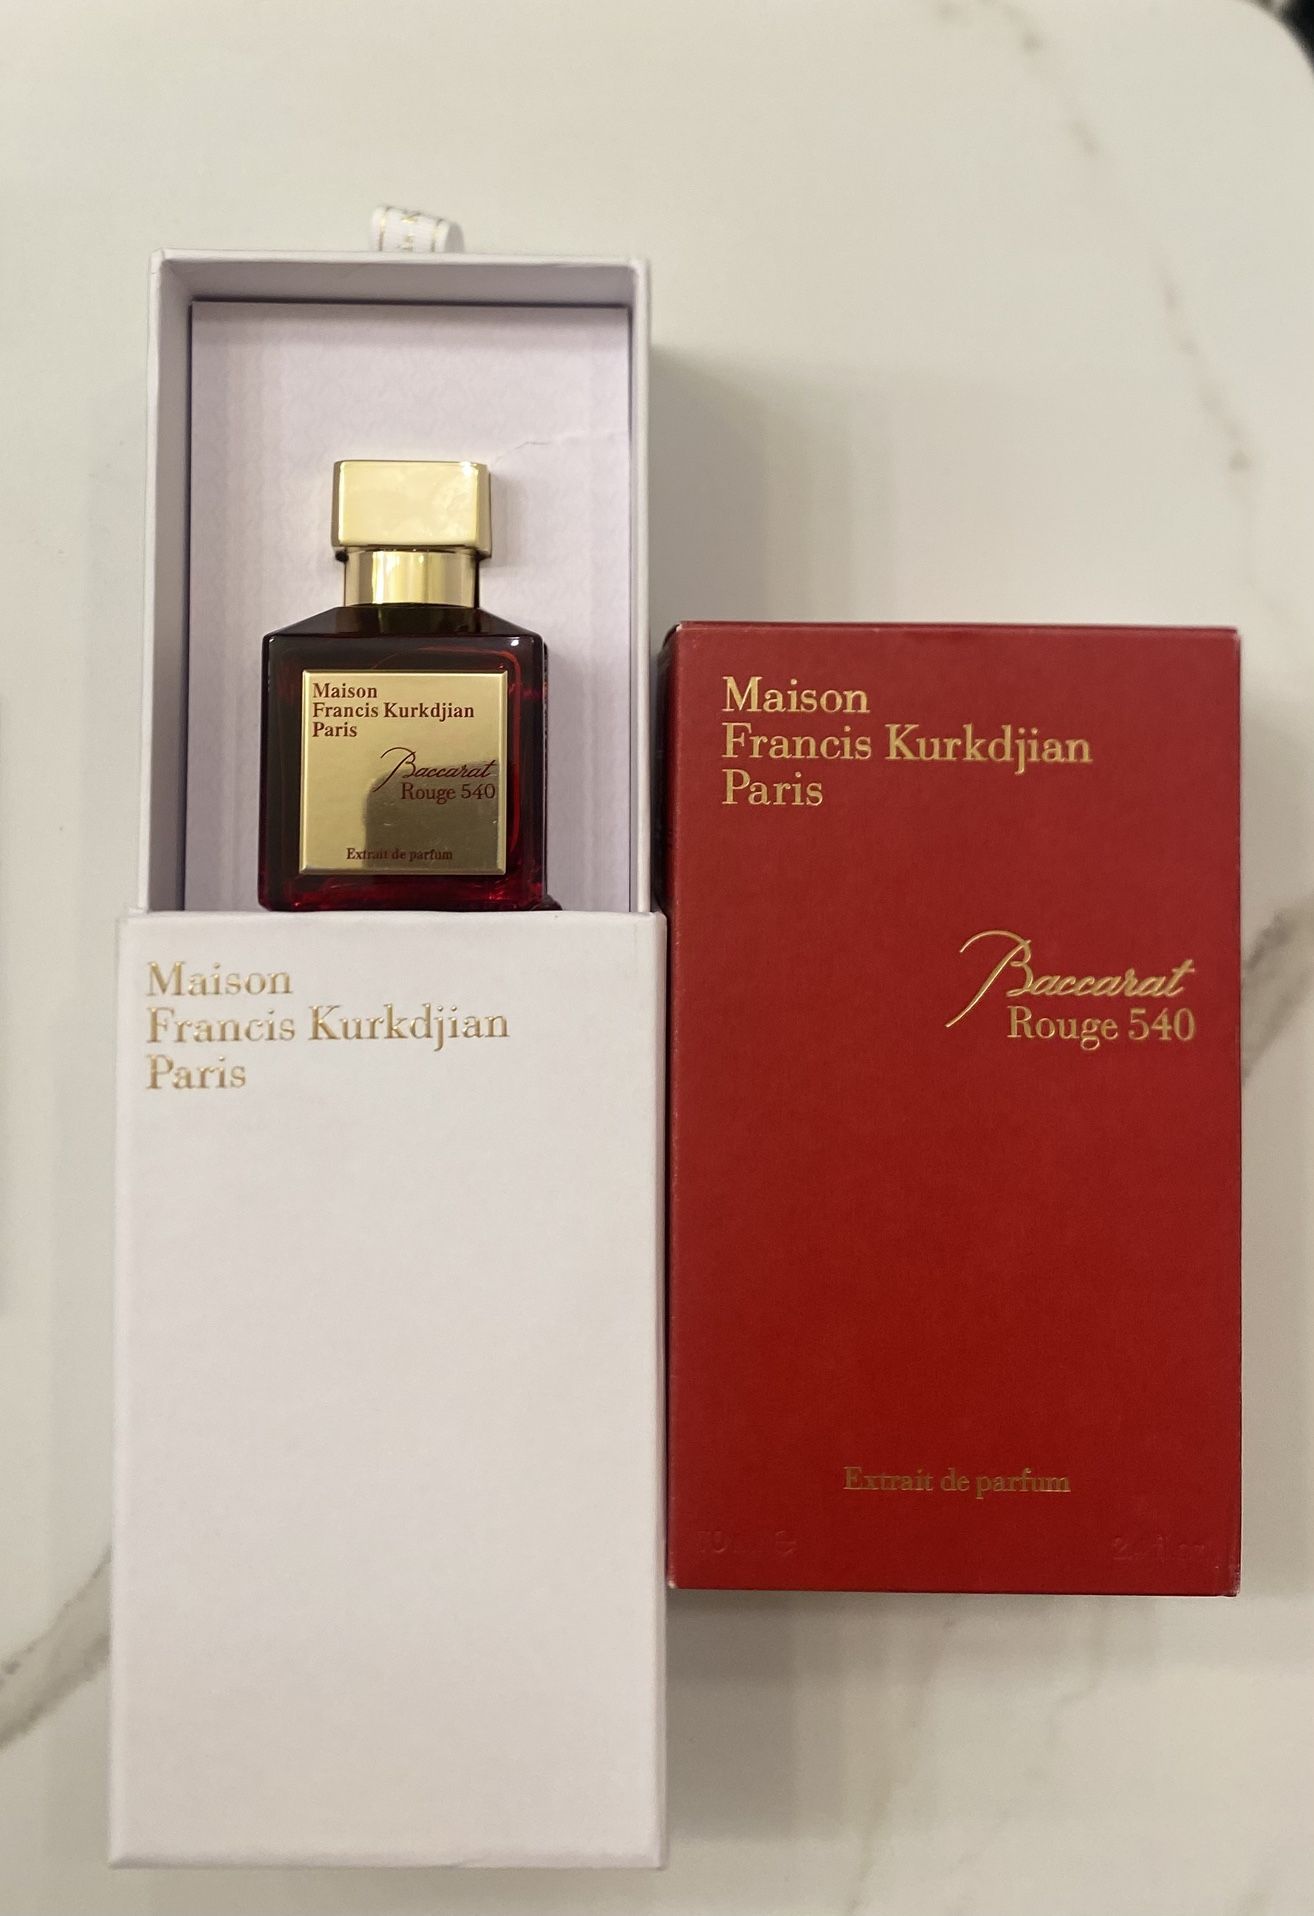 Maison
Francis Kurkdjian
Paris
Baccarat
Rouge 540
Extrait de parfum
Maison
Francis Kurkdjian
Paris
Maison
Francis Kurkdjian
Paris
Baccarat
Rouge 540
Extrait de parfum